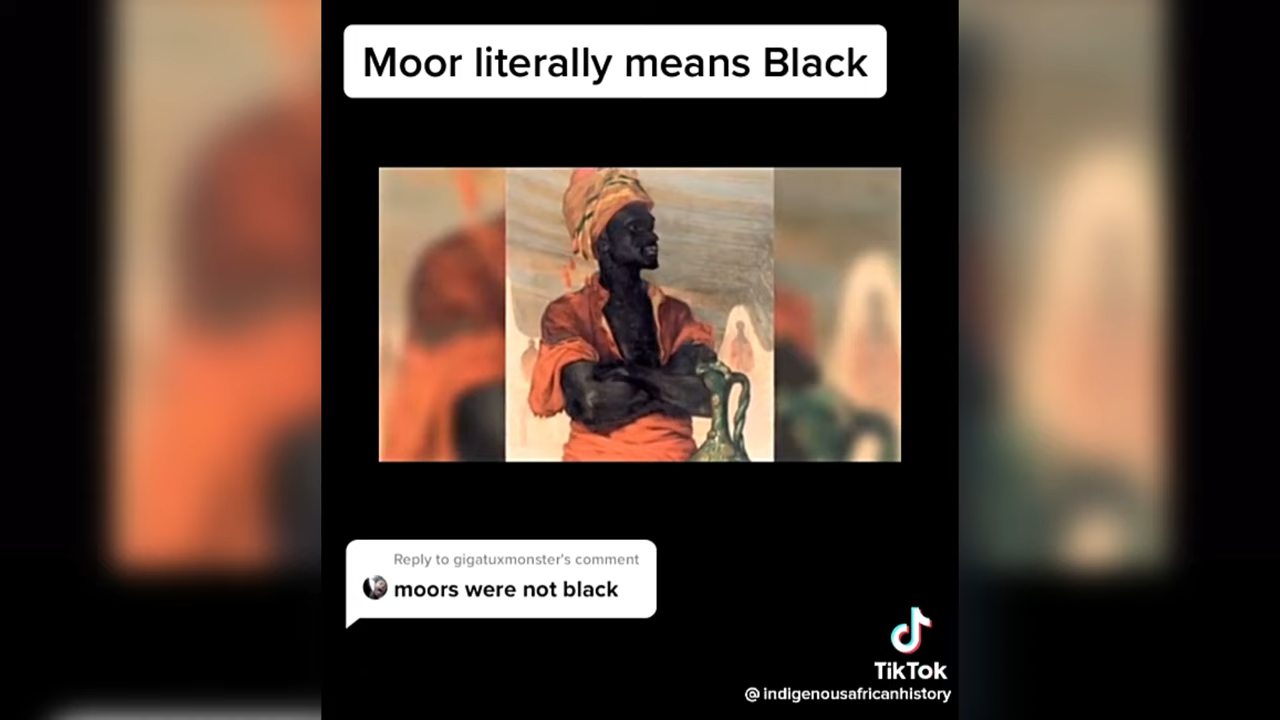 Moor literally means Black
Reply to gigatuxmonster's comment
moors were not black
TikTok
@indigenousafricanhistory